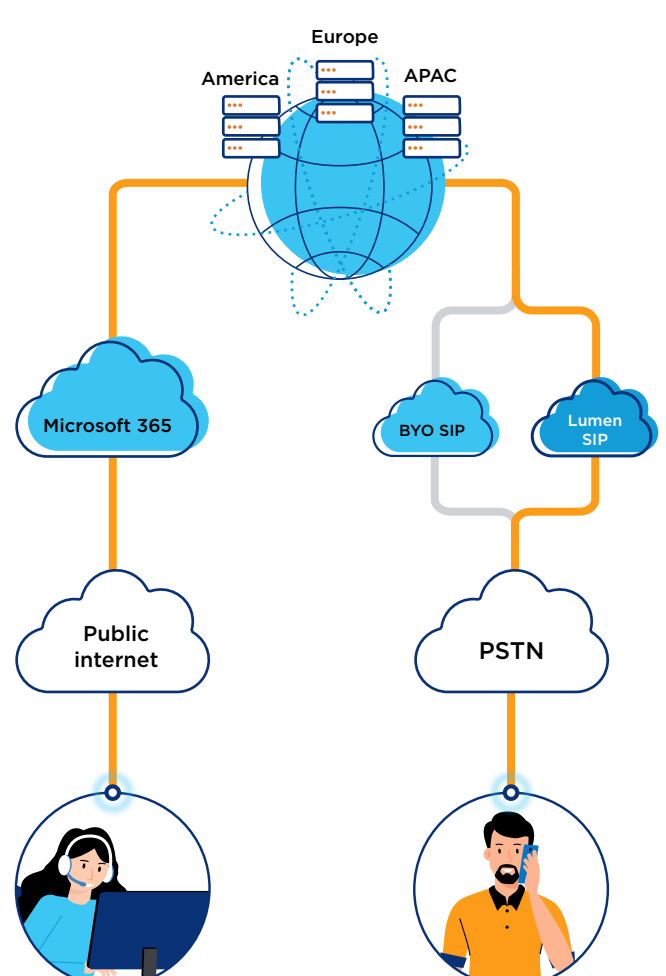 Europe
America
APAC
Microsoft 365
BYO SIP
Lumen
SIP
Public
internet
PSTN